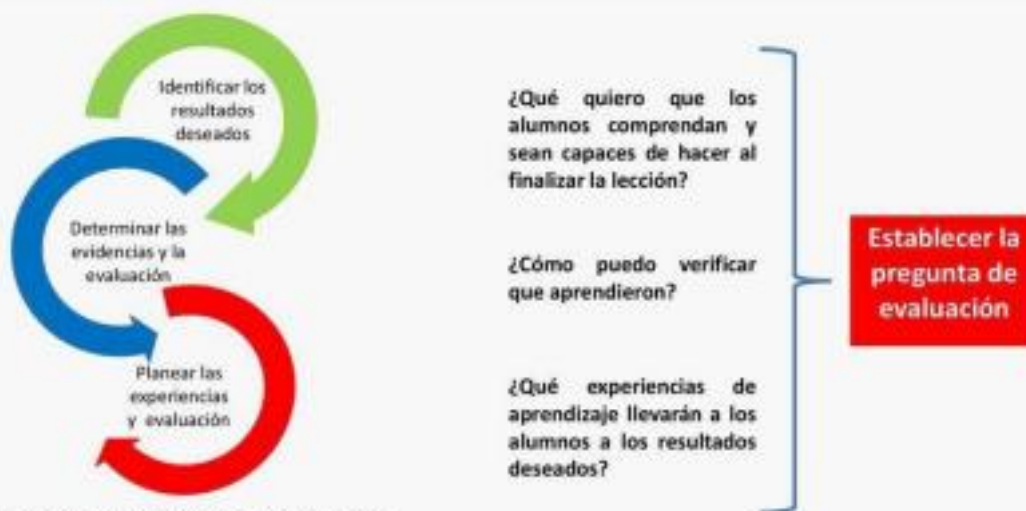 Identificar los
resultados
deseados
Determinar las
evidencias y la
evaluación
Planear las
experiencias
y evaluación
¿Qué quiero que los
alumnos comprendan y
sean capaces de hacer al
finalizar la lección?
¿Cómo puedo verificar
que aprendieron?
¿Qué experiencias de
aprendizaje llevarán a los
alumnos a los resultados
deseados?
Establecer la
pregunta de
evaluación